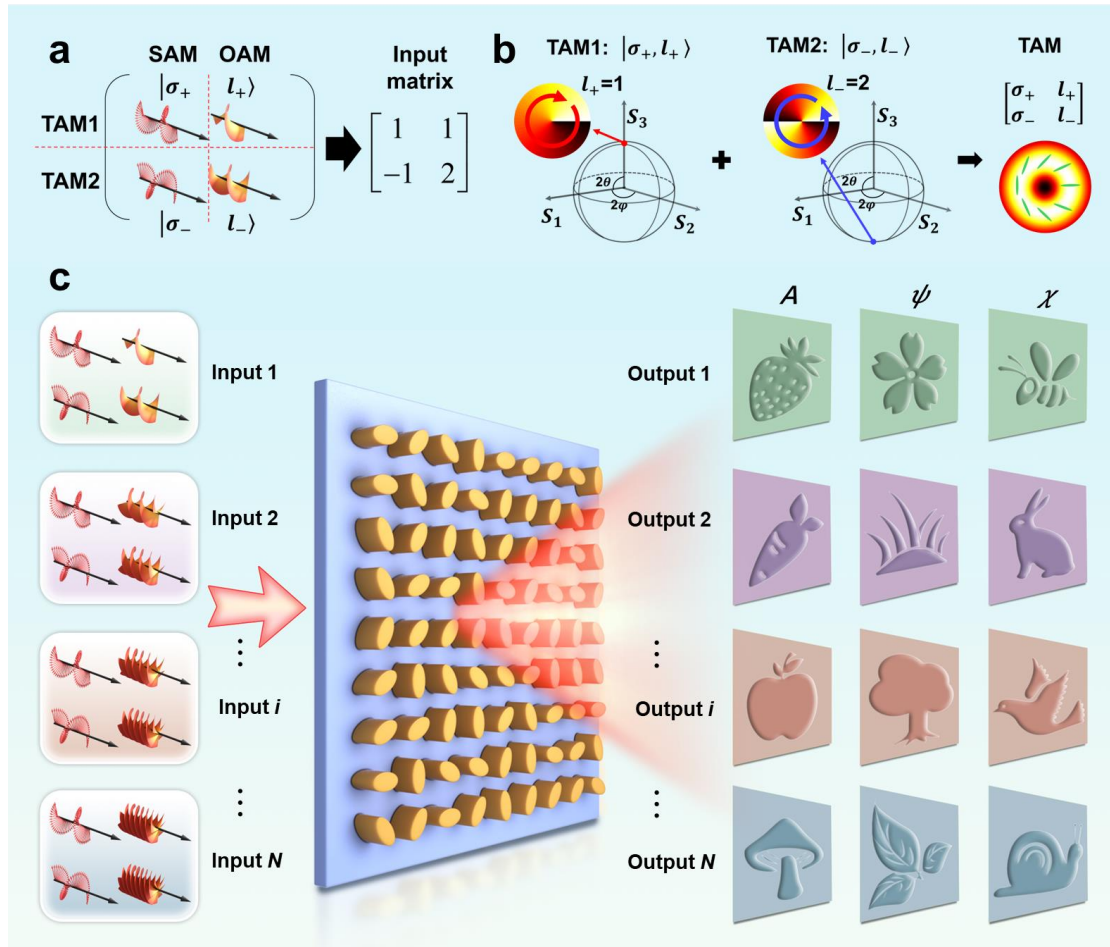 a
SAM OAM
|σ₊ l₊⟩
TAM1
TAM2
|σ₋ l₋⟩
Input
matrix
1 1
-1 2
b
TAM1: |σ₊, l₊⟩
l₊=1
S₃
2θ
S₁
2φ
S₂
TAM2: |σ₋, l₋⟩
l₋=2
S₃
2θ
S₁
2φ
S₂
TAM
σ₊ l₊
σ₋ l₋
c
A ψ χ
Input 1
Output 1
Input 2
Output 2
⋮
⋮
Input i
Output i
⋮
⋮
Input N
Output N